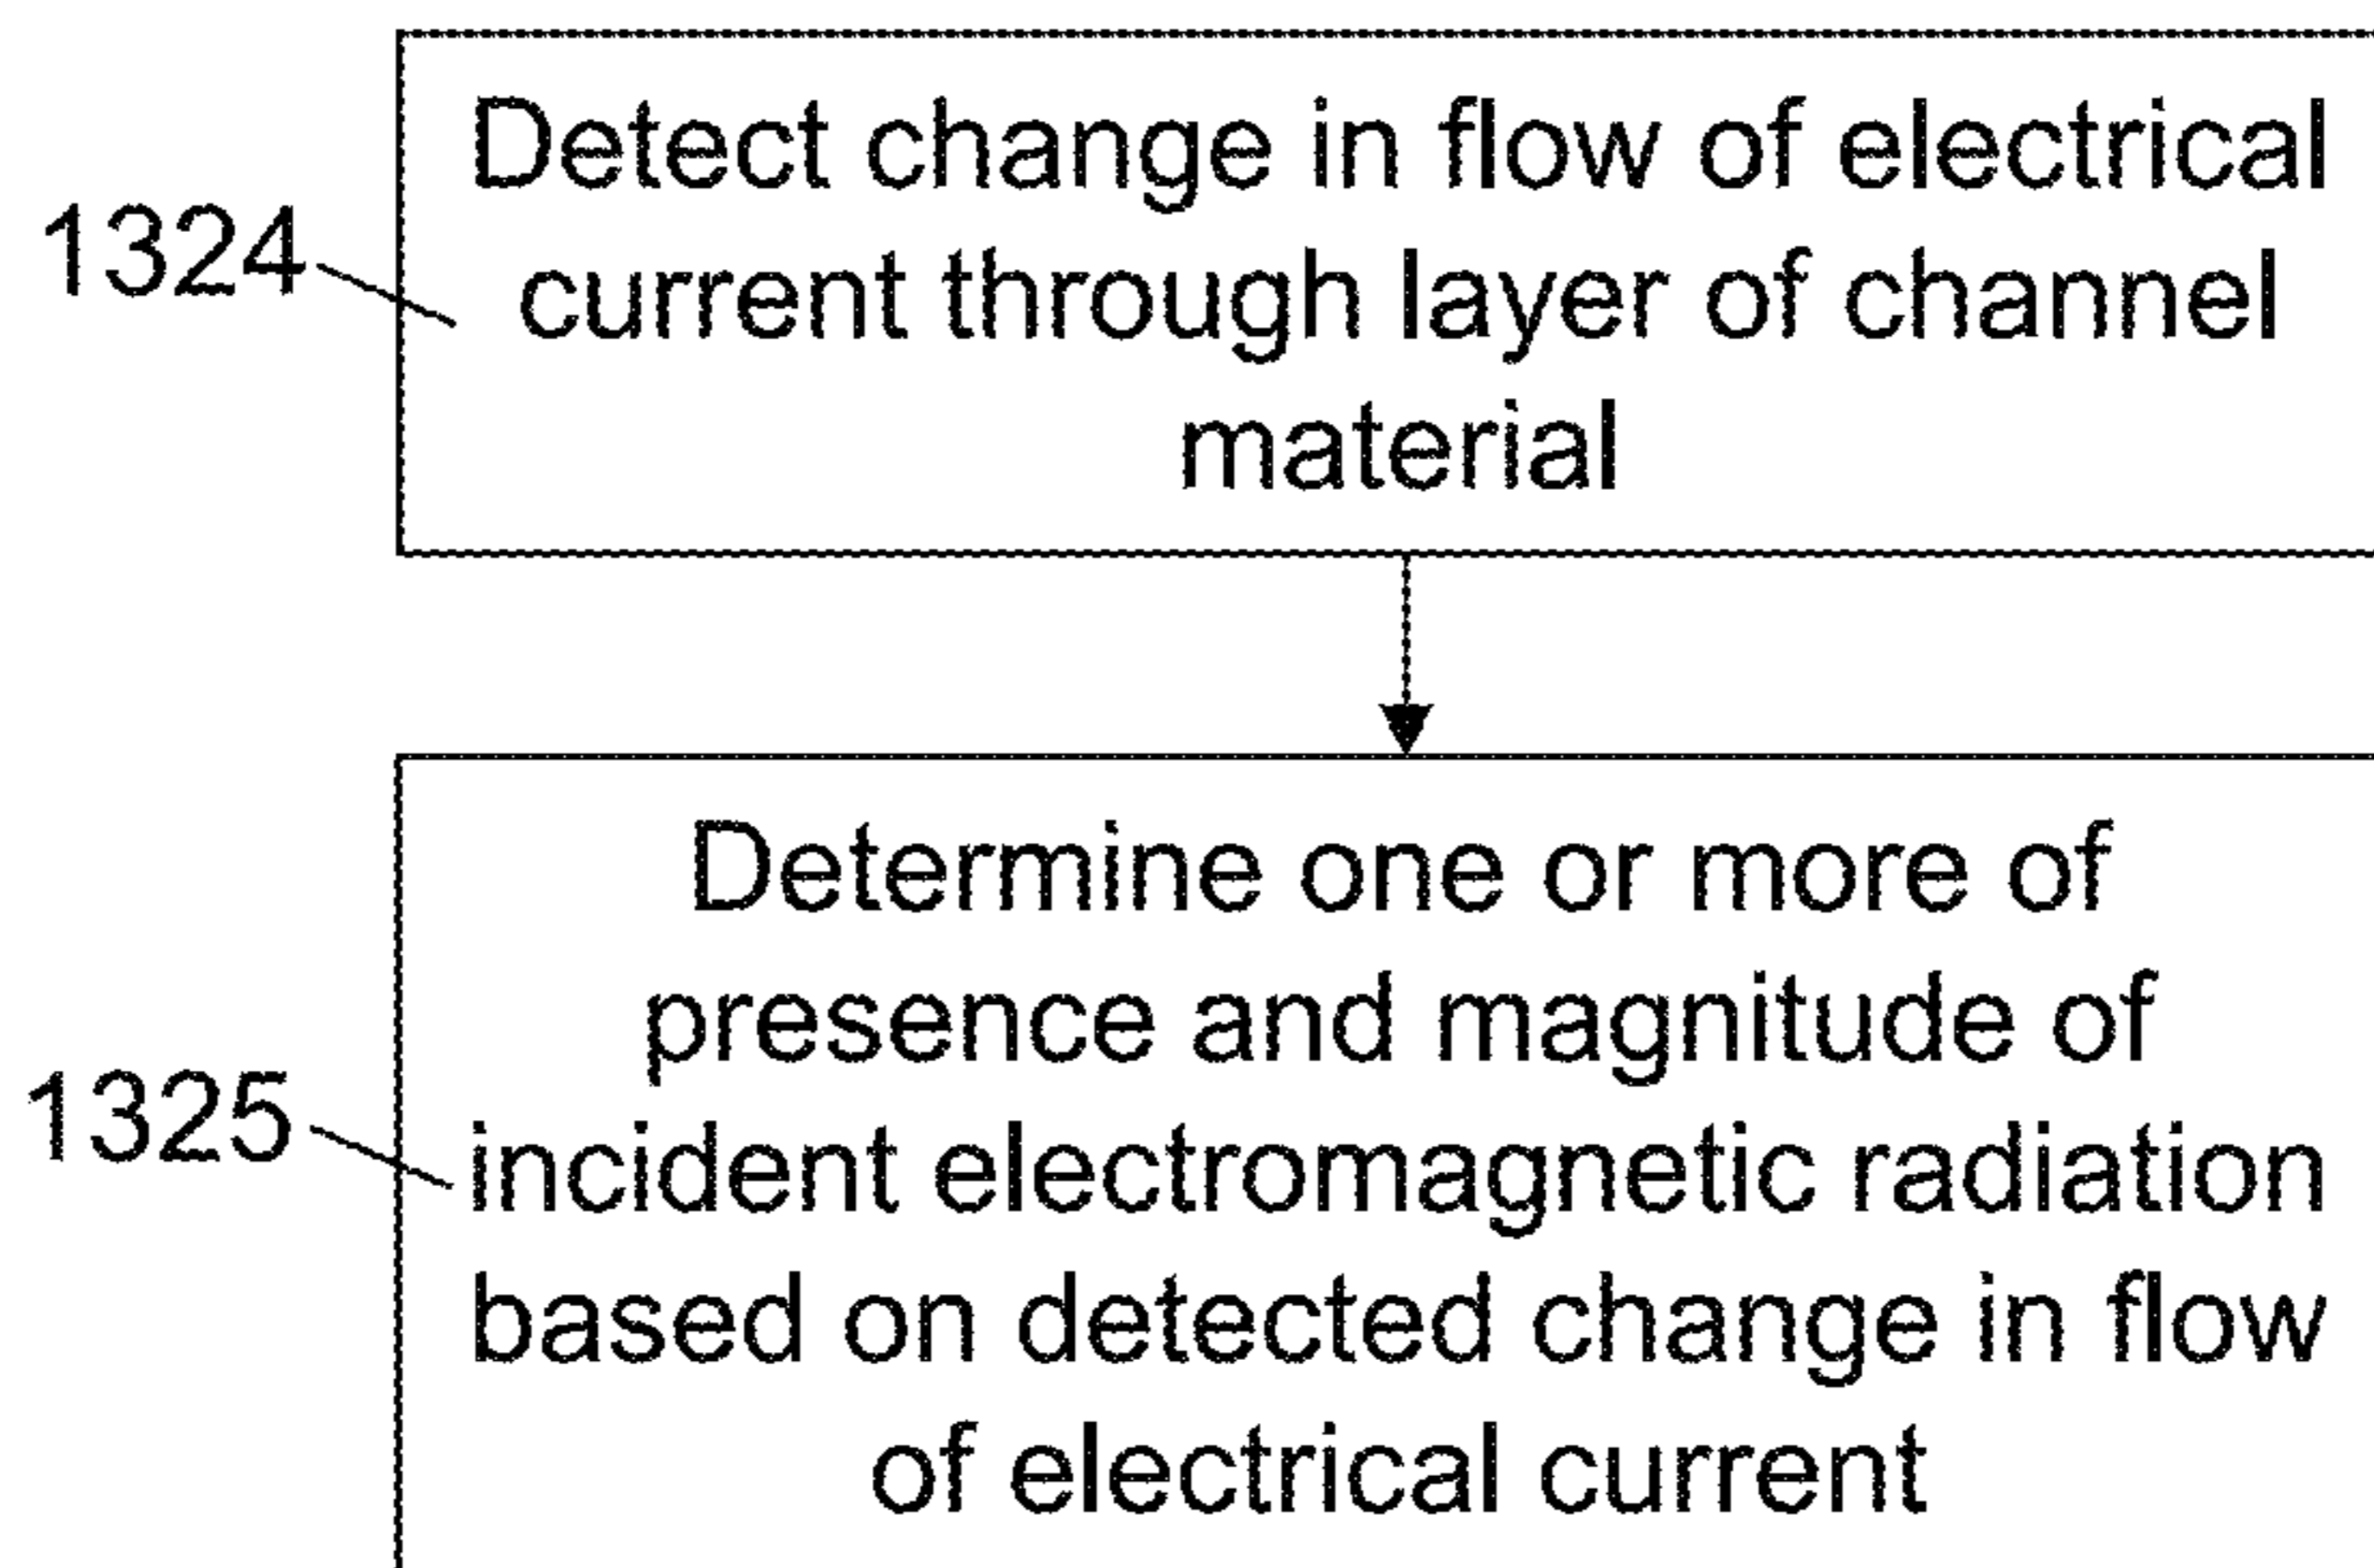 Detect change in flow of electrical
1324
current through layer of channel
material
Determine one or more of
presence and magnitude of
1325
incident electromagnetic radiation
based on detected change in flow
of electrical current